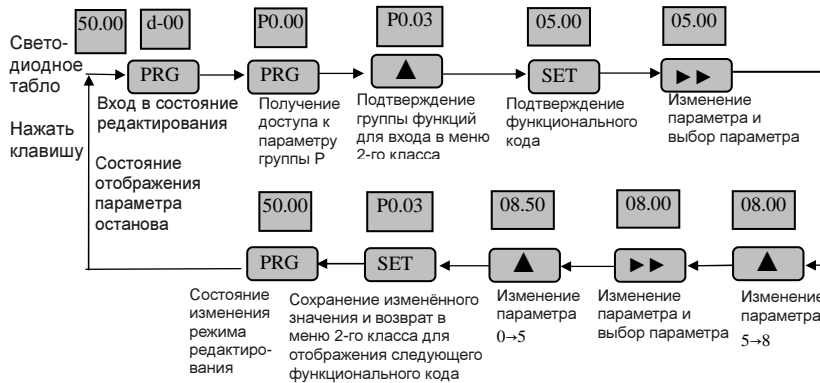 50.00 d-00 P0.00 P0.03 05.00 05.00
Свето-
диодное
табло
PRG PRG ▲ SET ►►
Вход в состояние
редактирования
Получение
доступа к
параметру
группы P
Подтверждение
группы функций
для входа в меню
2-го класса
Подтверждение
функционального
кода
Изменение
параметра и
выбор параметра
Нажать
клавишу
Состояние
отображения
параметра
останова
50.00 P0.03 08.50 08.00 08.00
PRG SET ▲ ►► ▲
Состояние
изменения
режима
редактиро-
вания
Сохранение изменённого
значения и возврат в
меню 2-го класса для
отображения следующего
функционального кода
Изменение
параметра
0→5
Изменение
параметра и
выбор параметра
Изменение
параметра
5→8